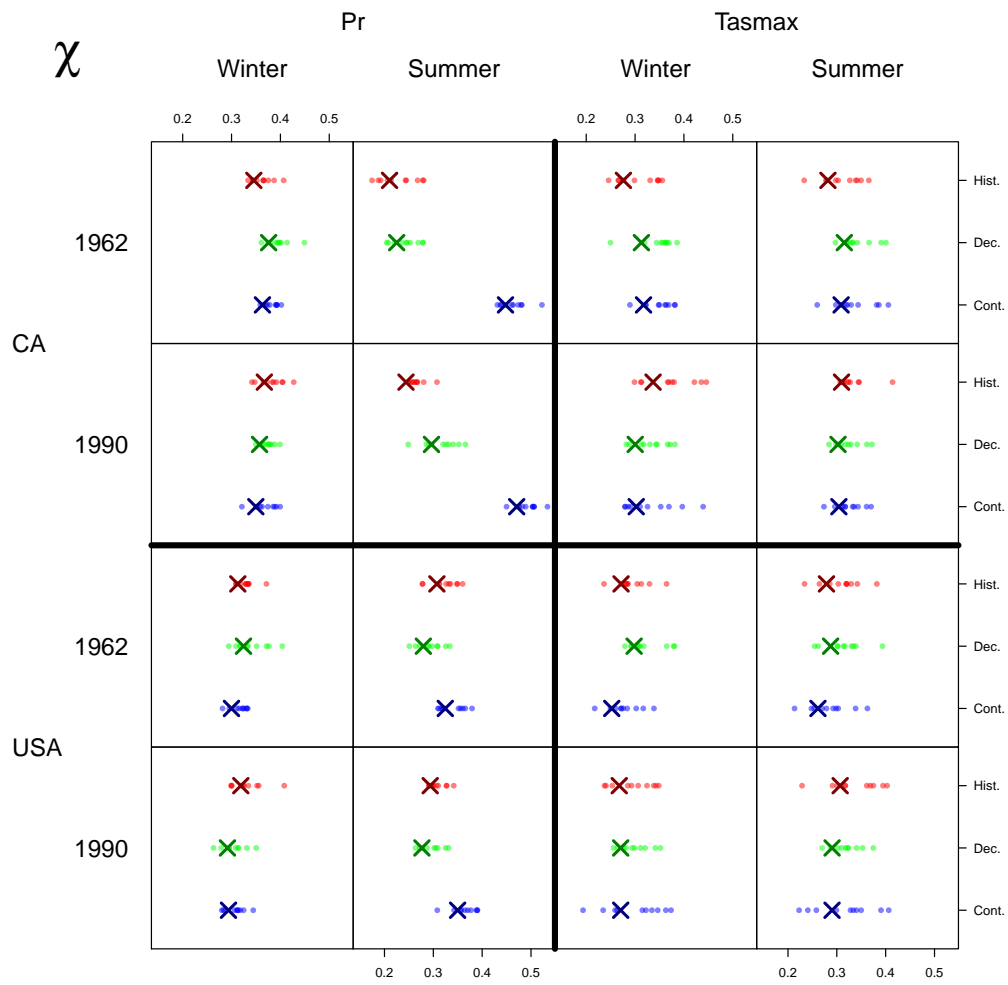 Pr Tasmax
χ
Winter Summer Winter Summer
0.2 0.3 0.4 0.5 0.2 0.3 0.4 0.5
Hist.
1962 Dec.
Cont.
CA
Hist.
1990 Dec.
Cont.
Hist.
1962 Dec.
Cont.
USA
Hist.
1990 Dec.
Cont.
0.2 0.3 0.4 0.5 0.2 0.3 0.4 0.5